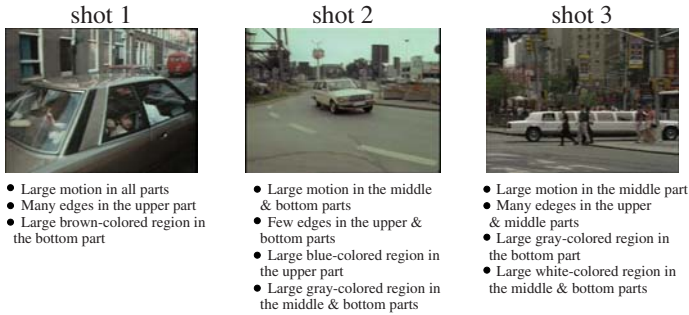 shot 1
● Large motion in all parts
● Many edges in the upper part
● Large brown-colored region in
the bottom part
shot 2
● Large motion in the middle
& bottom parts
● Few edges in the upper &
bottom parts
● Large blue-colored region in
the upper part
● Large gray-colored region in
the middle & bottom parts
shot 3
● Large motion in the middle part
● Many edeges in the upper
& middle parts
● Large gray-colored region in
the bottom part
● Large white-colored region in
the middle & bottom parts